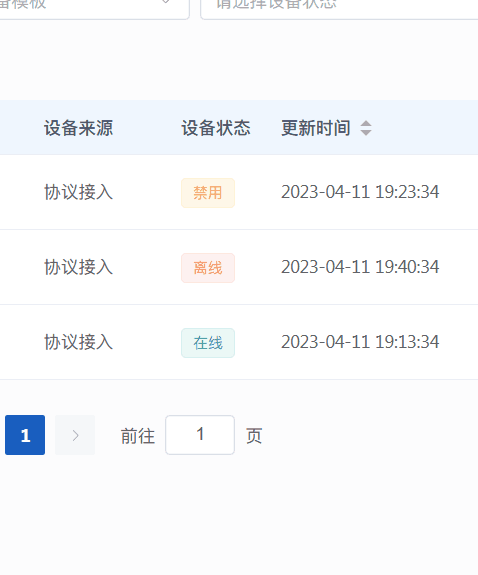 备模板 请选择设备状态
设备来源 设备状态 更新时间
协议接入 禁用 2023-04-11 19:23:34
协议接入 离线 2023-04-11 19:40:34
协议接入 在线 2023-04-11 19:13:34
1 前往 1 页